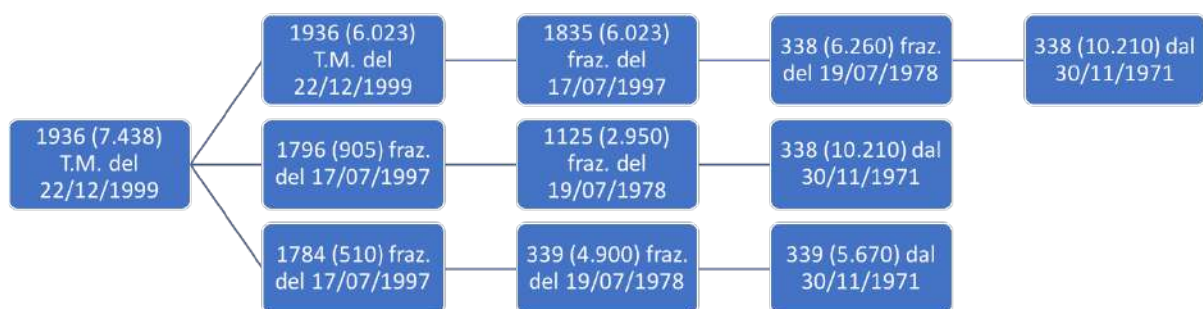 1936 (6.023)
T.M. del
22/12/1999
1835 (6.023)
fraz. del
17/07/1997
338 (6.260) fraz.
del 19/07/1978
338 (10.210) dal
30/11/1971
1936 (7.438)
T.M. del
22/12/1999
1796 (905) fraz.
del 17/07/1997
1125 (2.950)
fraz. del
19/07/1978
338 (10.210) dal
30/11/1971
1784 (510) fraz.
del 17/07/1997
339 (4.900) fraz.
del 19/07/1978
339 (5.670) dal
30/11/1971